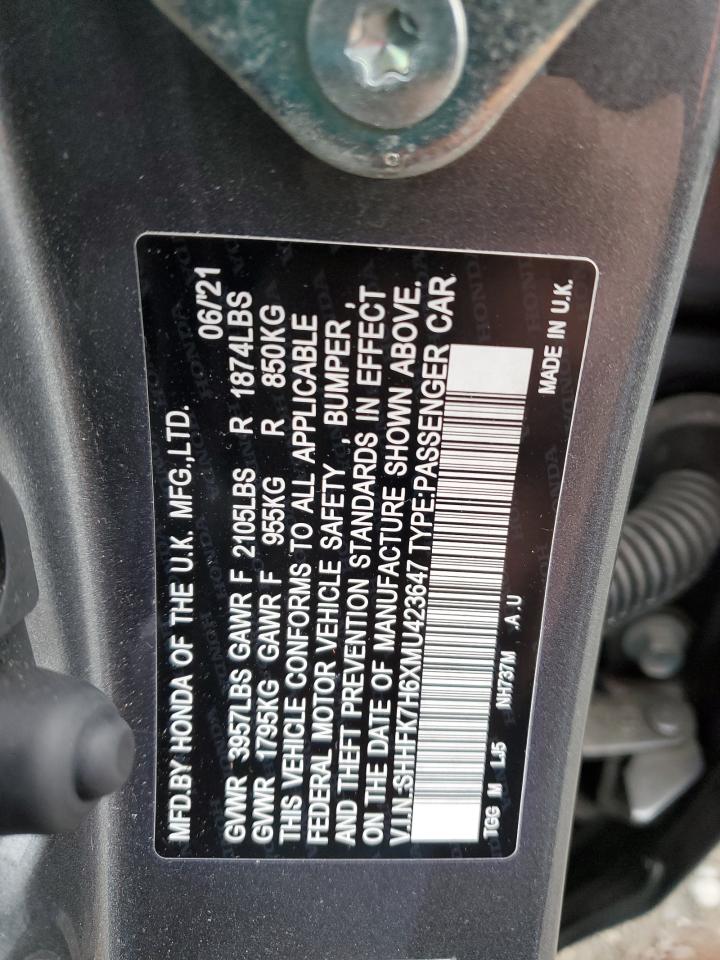 MFD.BY HONDA OF THE U.K. MFG.,LTD. 06/'21
GVWR 3957LBS GAWR F 2105LBS R 1874LBS
GVWR 1795KG GAWR F 955KG R 850KG
THIS VEHICLE CONFORMS TO ALL APPLICABLE
FEDERAL MOTOR VEHICLE SAFETY , BUMPER ,
AND THEFT PREVENTION STANDARDS IN EFFECT
ON THE DATE OF MANUFACTURE SHOWN ABOVE.
V.I.N:SHHFK7H6XMU423647 TYPE:PASSENGER CAR
TGG M LJ5 NH737M .A .U MADE IN U.K.